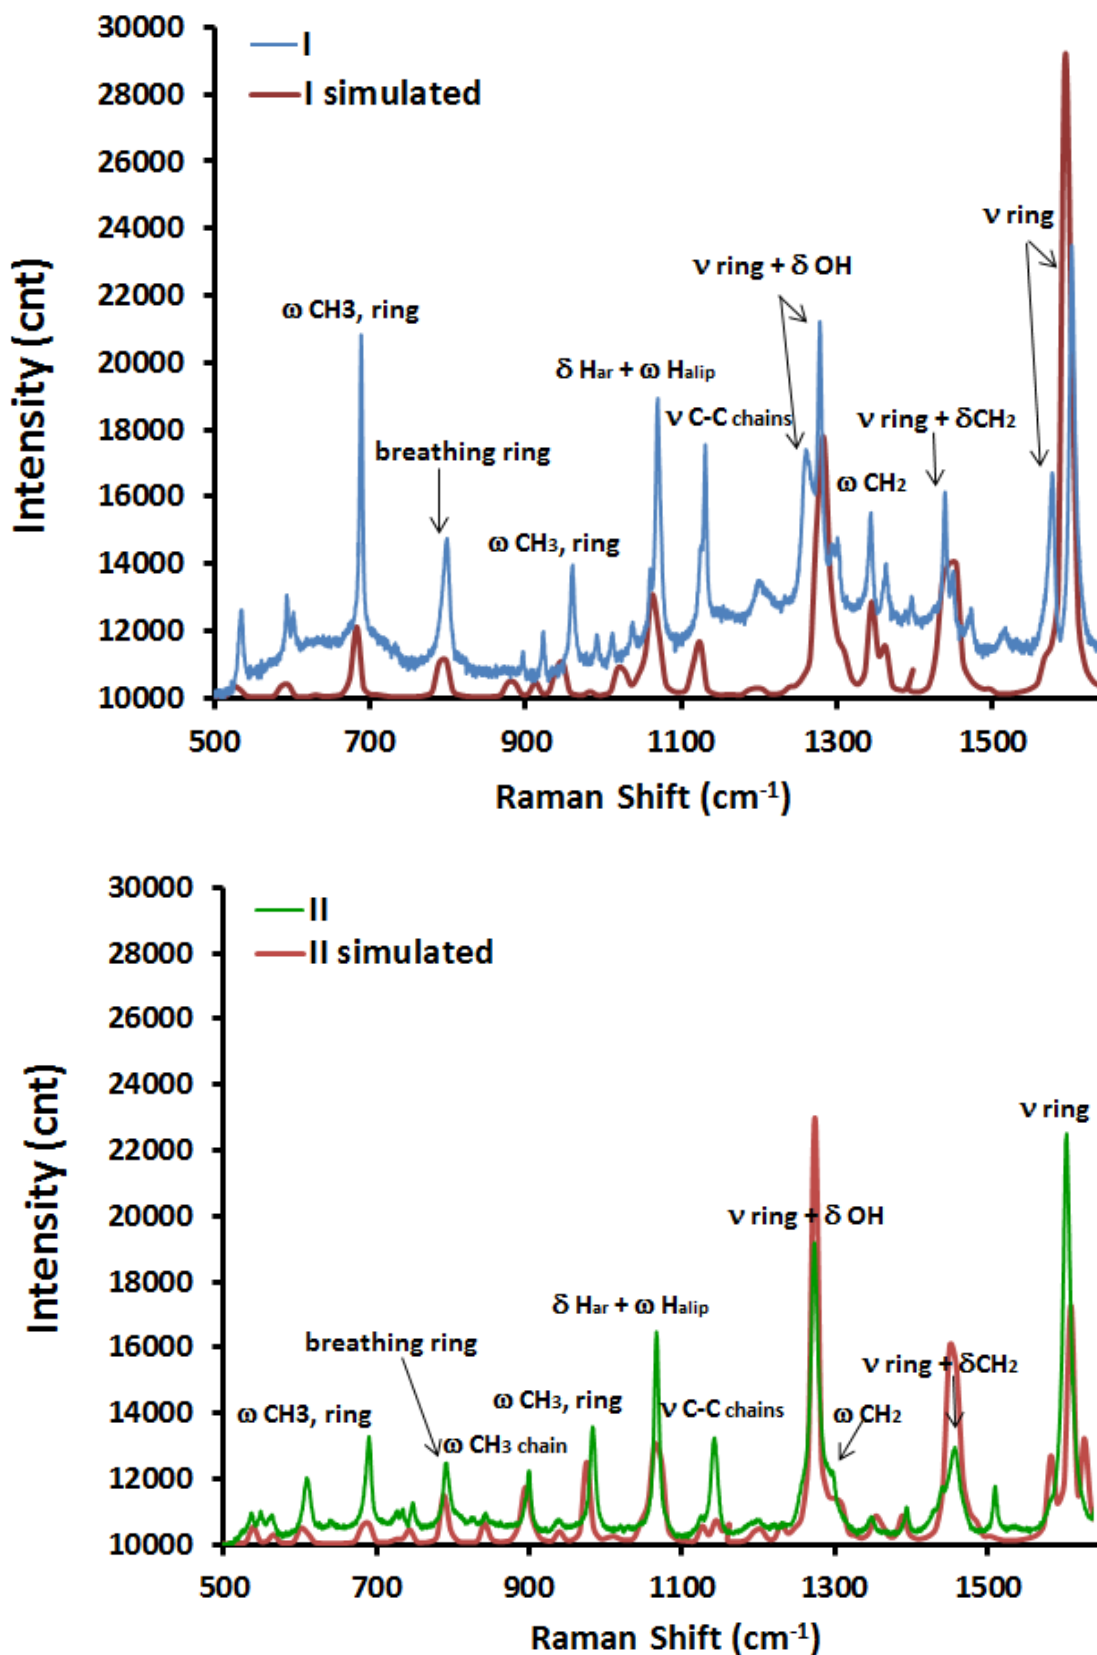 30000
I
28000
I simulated
26000
24000
ν ring
ν ring + δ OH
22000
ω CH3, ring
20000
δ Har + ω Halip
18000
ν C-C chains
ν ring + δCH2
breathing ring
16000
ω CH2
ω CH3, ring
14000
12000
10000
500 700 900 1100 1300 1500
Intensity (cnt)
Raman Shift (cm-1)
30000
II
28000
II simulated
26000
24000
ν ring
22000
ν ring + δ OH
20000
18000
δ Har + ω Halip
breathing ring
16000
ν ring + δCH2
ω CH3, ring
ν C-C chains
14000
ω CH3, ring
ω CH2
ω CH3 chain
12000
10000
500 700 900 1100 1300 1500
Intensity (cnt)
Raman Shift (cm-1)